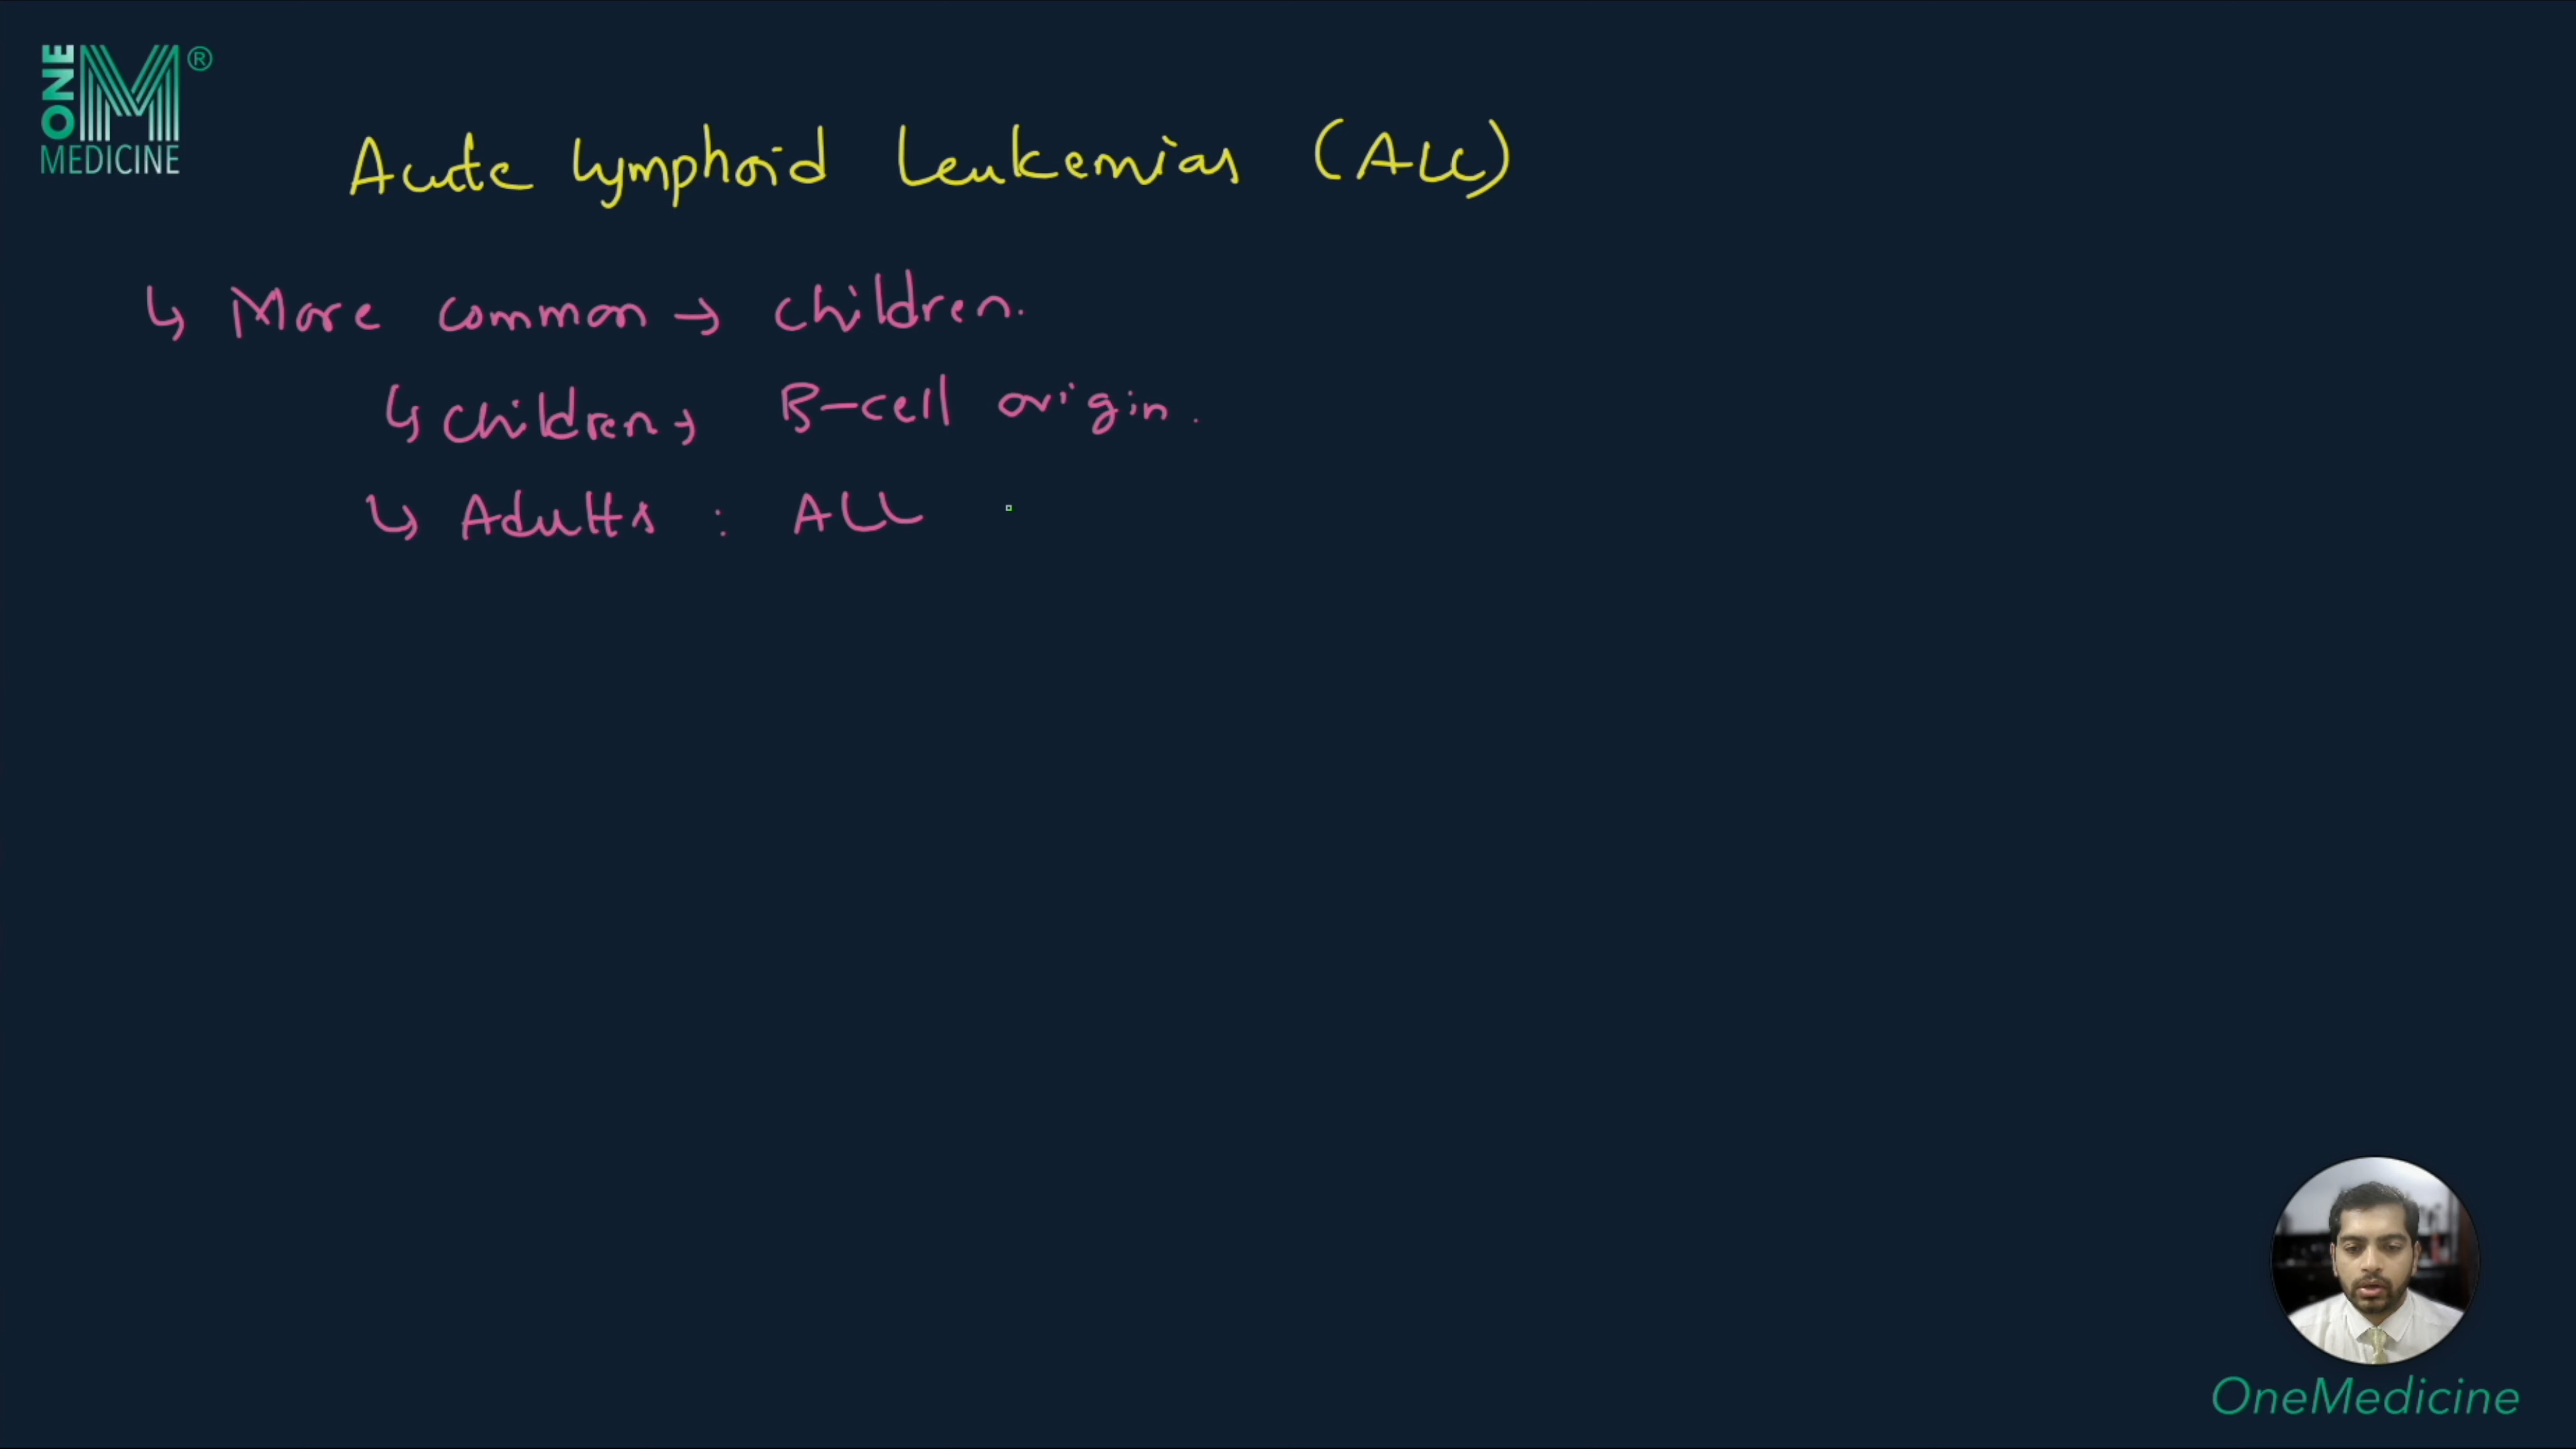 ONE
M®
MEDICINE
Acute Lymphoid Leukemias (ALL)
↳ More common → children.
↳ Children → B-cell origin.
↳ Adults : ALL
OneMedicine